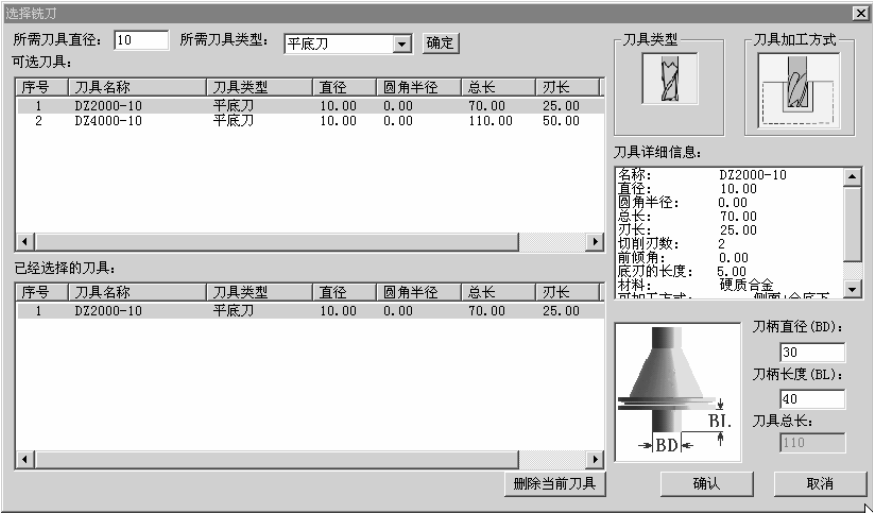 选择铣刀
所需刀具直径: 10 所需刀具类型: 平底刀 确定
可选刀具:
序号 刀具名称 刀具类型 直径 圆角半径 总长 刃长
1 DZ2000-10 平底刀 10.00 0.00 70.00 25.00
2 DZ4000-10 平底刀 10.00 0.00 110.00 50.00
已经选择的刀具:
序号 刀具名称 刀具类型 直径 圆角半径 总长 刃长
1 DZ2000-10 平底刀 10.00 0.00 70.00 25.00
删除当前刀具
刀具类型 刀具加工方式
刀具详细信息:
名称: DZ2000-10
直径: 10.00
圆角半径: 0.00
总长: 70.00
刃长: 25.00
切削刃数: 2
前倾角: 0.00
底刃的长度: 5.00
材料: 硬质合金
可加工方式:
刀柄直径(BD):
30
刀柄长度(BL):
40
刀具总长:
110
BL
BD
确认 取消